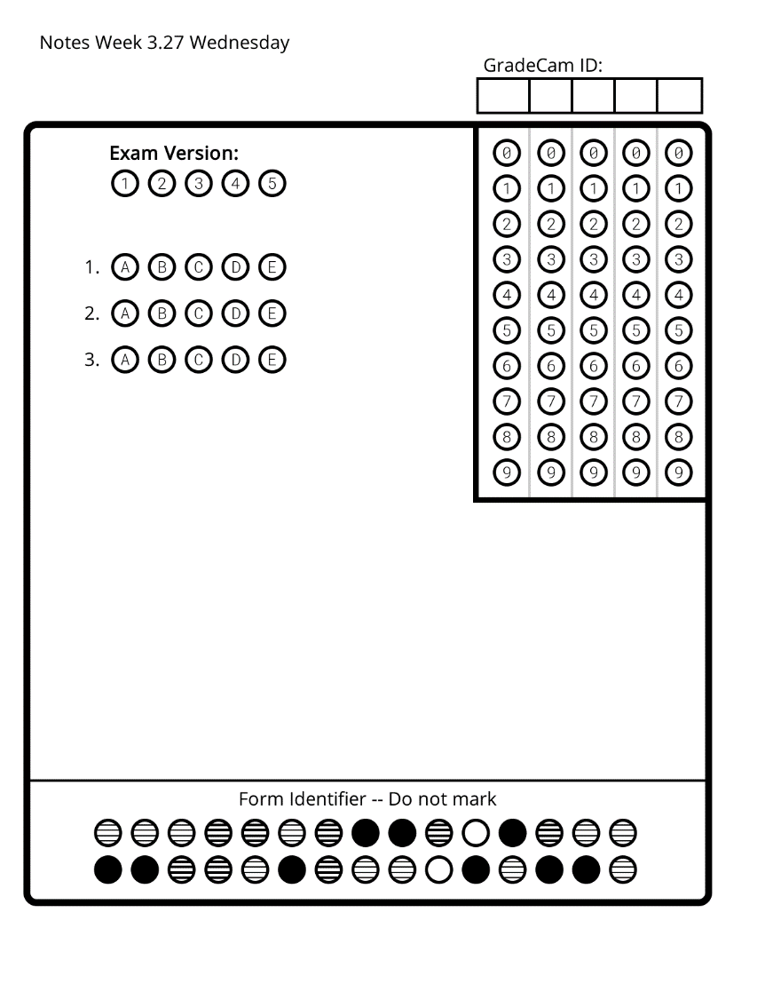 Notes Week 3.27 Wednesday
GradeCam ID:
Exam Version:
1 2 3 4 5
1. A B C D E
2. A B C D E
3. A B C D E
0 0 0 0 0
1 1 1 1 1
2 2 2 2 2
3 3 3 3 3
4 4 4 4 4
5 5 5 5 5
6 6 6 6 6
7 7 7 7 7
8 8 8 8 8
9 9 9 9 9
Form Identifier -- Do not mark